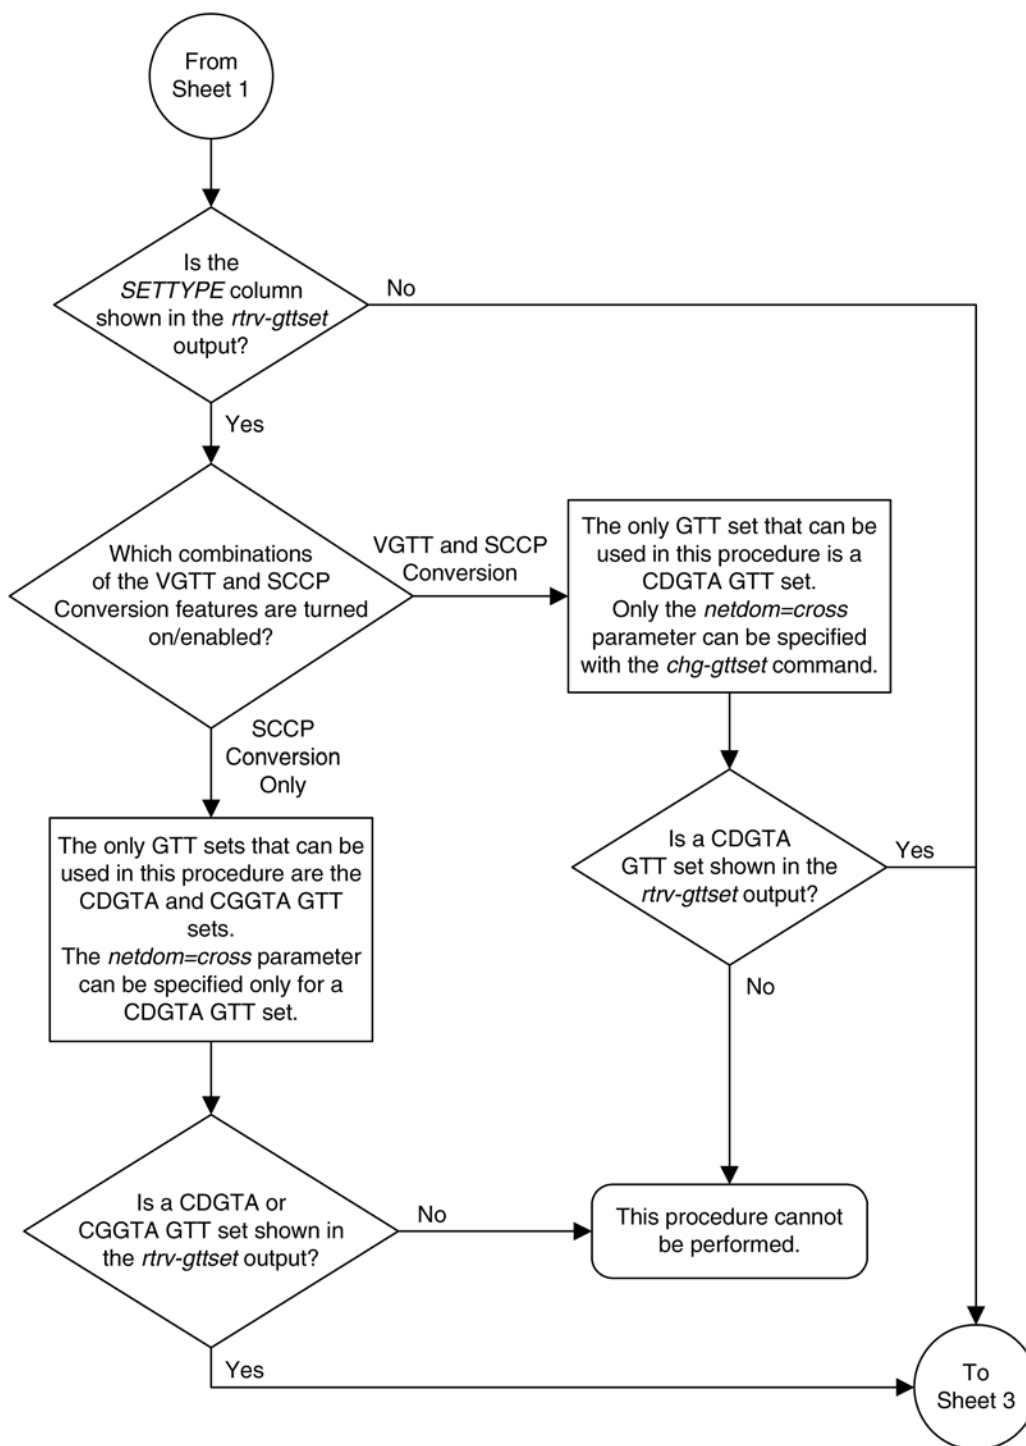 From
Sheet 1
Is the
SETTYPE column
shown in the rtrv-gttset
output?
No
Yes
Which combinations
of the VGTT and SCCP
Conversion features are turned
on/enabled?
VGTT and SCCP
Conversion
The only GTT set that can be
used in this procedure is a
CDGTA GTT set.
Only the netdom=cross
parameter can be specified
with the chg-gttset command.
SCCP
Conversion
Only
The only GTT sets that can be
used in this procedure are the
CDGTA and CGGTA GTT
sets.
The netdom=cross parameter
can be specified only for a
CDGTA GTT set.
Is a CDGTA
GTT set shown in the
rtrv-gttset output?
Yes
No
Is a CDGTA or
CGGTA GTT set shown in
the rtrv-gttset output?
No
This procedure cannot
be performed.
Yes
To
Sheet 3